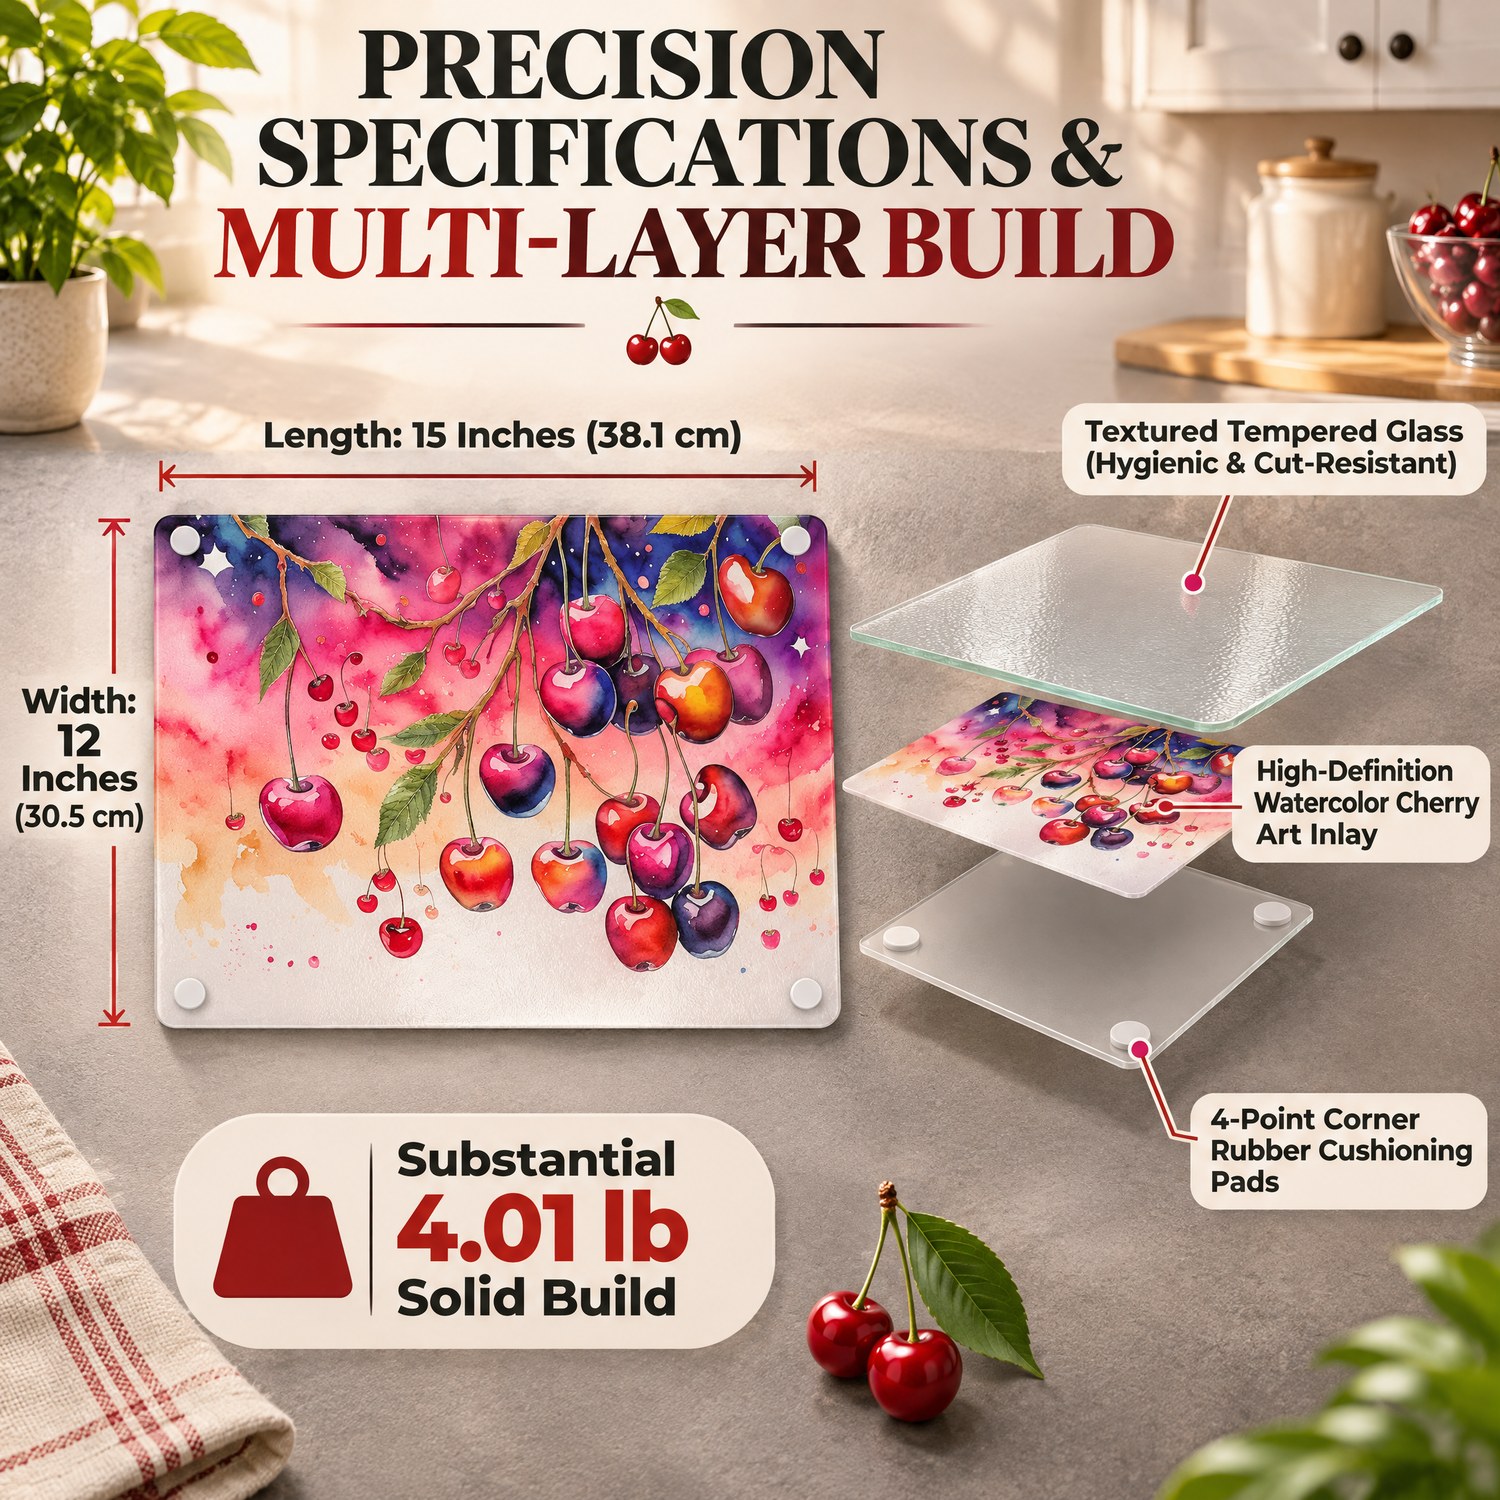 PRECISION
SPECIFICATIONS &
MULTI-LAYER BUILD
Length: 15 Inches (38.1 cm)
Width:
12
Inches
(30.5 cm)
Textured Tempered Glass
(Hygienic & Cut-Resistant)
High-Definition
Watercolor Cherry
Art Inlay
4-Point Corner
Rubber Cushioning
Pads
Substantial
4.01 lb
Solid Build